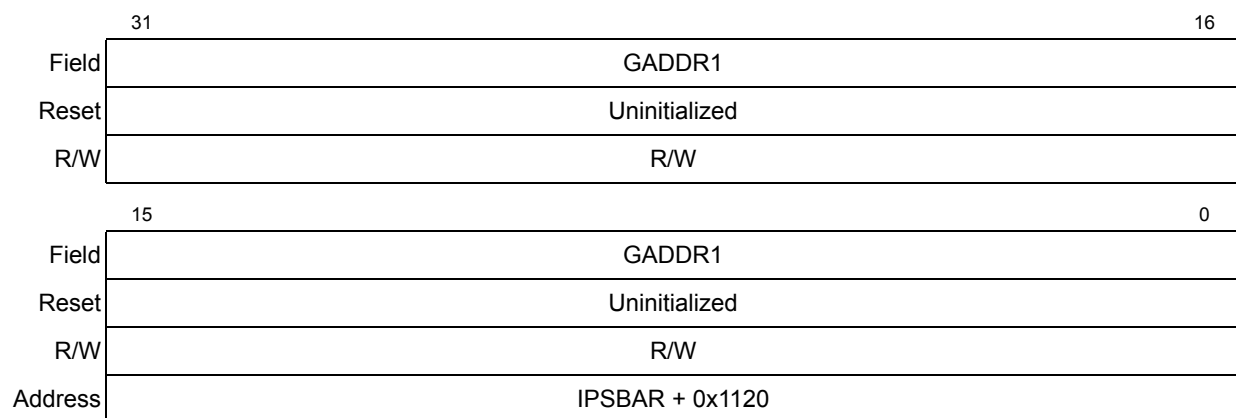 31 16
Field GADDR1
Reset Uninitialized
R/W R/W
15 0
Field GADDR1
Reset Uninitialized
R/W R/W
Address IPSBAR + 0x1120